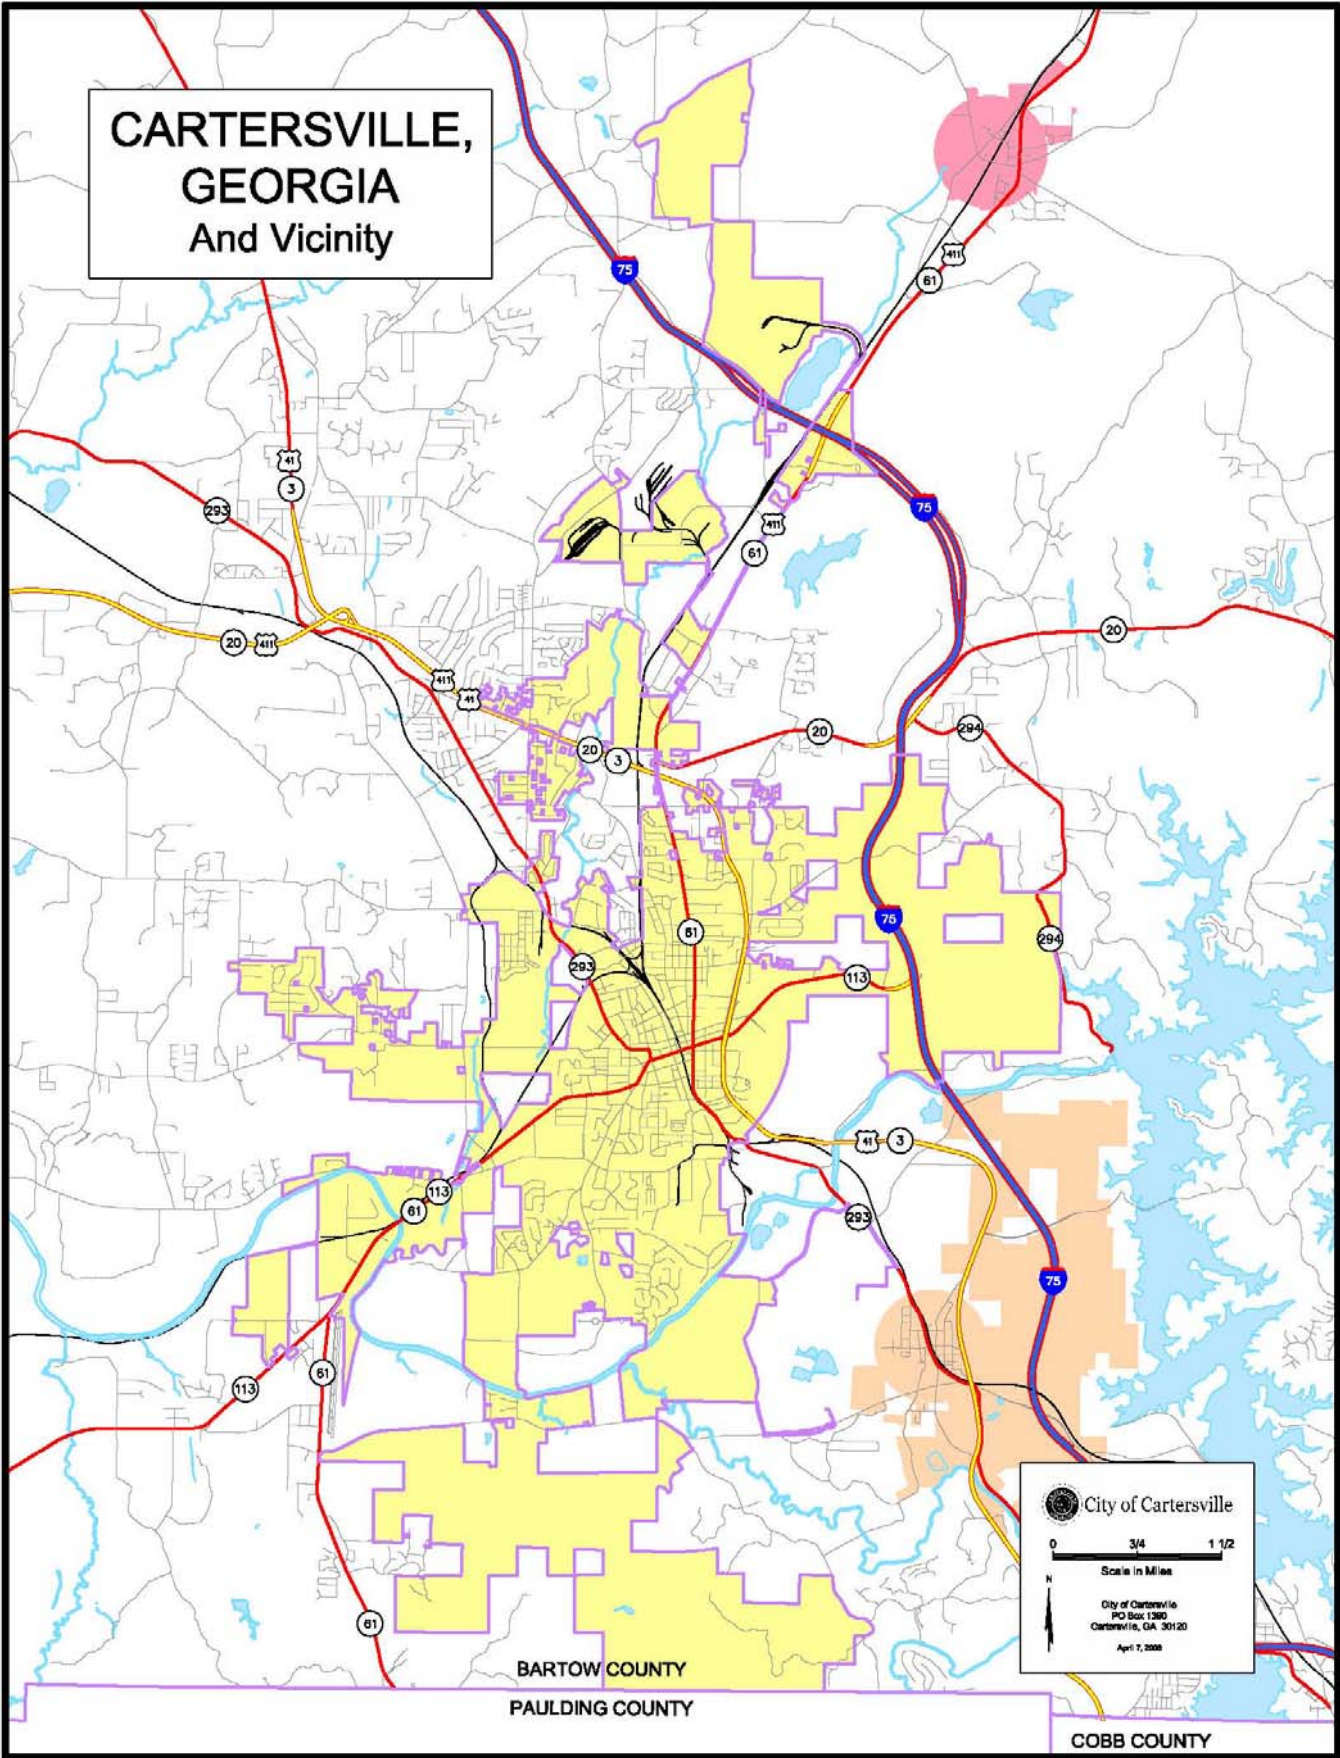 CARTERSVILLE,
GEORGIA
And Vicinity
411
61
75
41
3
293
75
411
61
20
20
411
411
41
20
294
20
3
75
61
294
293
113
41
3
113
61
293
75
61
113
61
City of Cartersville
0 3/4 1 1/2
Scale in Miles
N
City of Cartersville
PO Box 1390
Cartersville, GA 30120
BARTOW COUNTY
PAULDING COUNTY
COBB COUNTY